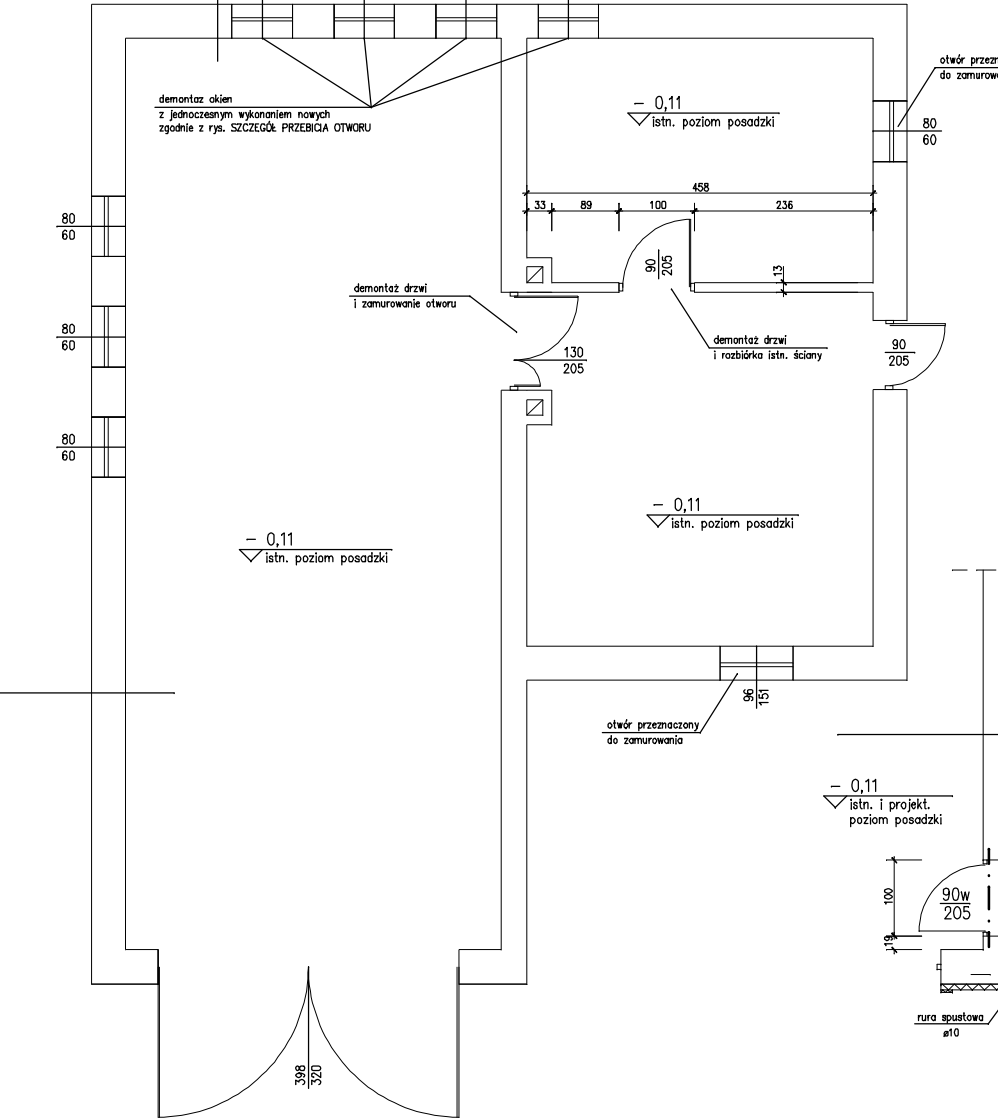 demontaz okien
z jednoczesnym wykonaniem nowych
zgodnie z rys. SZCZEGÓŁ PRZEBICIA OTWORU
- 0,11
istn. poziom posadzki
otwór przezn
do zamurowa
80
60
458
33 89 100 236
80
60
90
205
13
demontaż drzwi
i zamurowanie otworu
80
60
130
205
demontaż drzwi
i rozbiórka istn. ściany
90
205
80
60
- 0,11
istn. poziom posadzki
- 0,11
istn. poziom posadzki
96
151
otwór przeznaczony
do zamurowania
- 0,11
istn. i projekt.
poziom posadzki
100
90w
205
19
rura spustowa
ø10
398
320